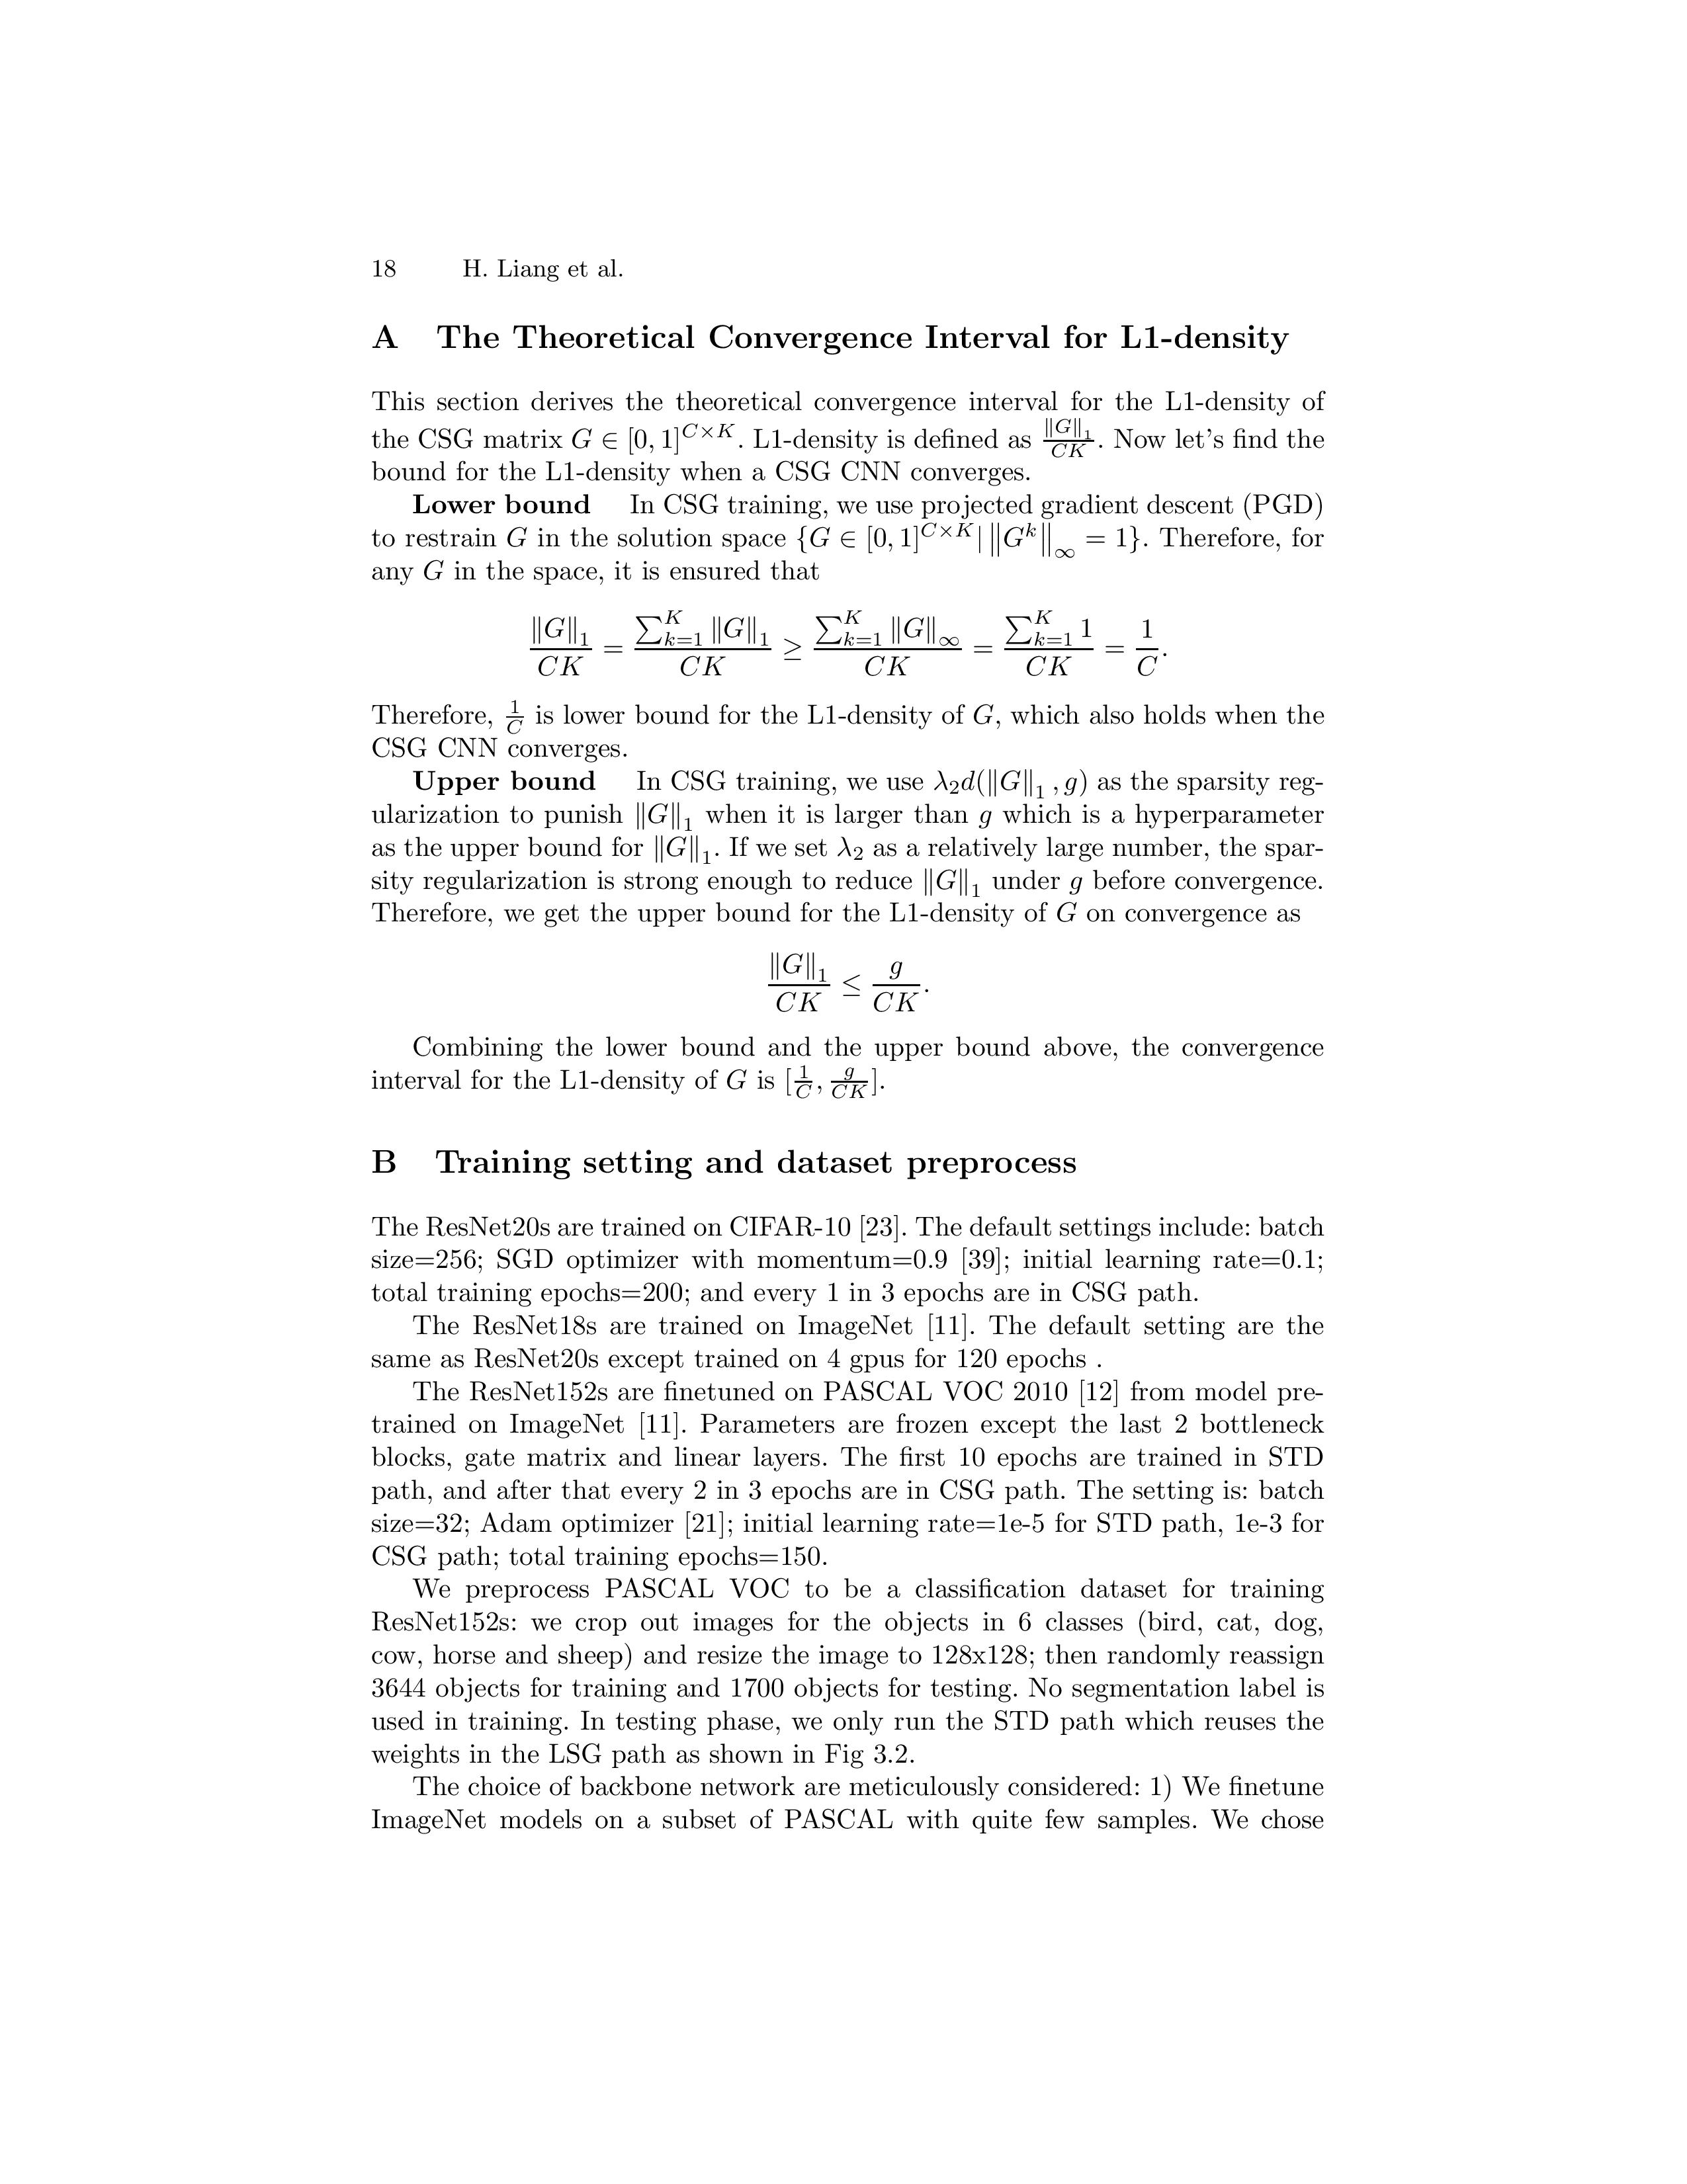 18 H. Liang et al.
A The Theoretical Convergence Interval for L1-density
This section derives the theoretical convergence interval for the L1-density of
the CSG matrix $G \in [0, 1]^{C \times K}$. L1-density is defined as $\frac{\|G\|_1}{CK}$. Now let's find the
bound for the L1-density when a CSG CNN converges.
Lower bound In CSG training, we use projected gradient descent (PGD)
to restrain $G$ in the solution space $\{G \in [0, 1]^{C \times K} | \|G^k\|_\infty = 1\}$. Therefore, for
any $G$ in the space, it is ensured that
$\frac{\|G\|_1}{CK} = \frac{\sum_{k=1}^K \|G\|_1}{CK} \geq \frac{\sum_{k=1}^K \|G\|_\infty}{CK} = \frac{\sum_{k=1}^K 1}{CK} = \frac{1}{C}.$
Therefore, $\frac{1}{C}$ is lower bound for the L1-density of $G$, which also holds when the
CSG CNN converges.
Upper bound In CSG training, we use $\lambda_2 d(\|G\|_1, g)$ as the sparsity reg-
ularization to punish $\|G\|_1$ when it is larger than $g$ which is a hyperparameter
as the upper bound for $\|G\|_1$. If we set $\lambda_2$ as a relatively large number, the spar-
sity regularization is strong enough to reduce $\|G\|_1$ under $g$ before convergence.
Therefore, we get the upper bound for the L1-density of $G$ on convergence as
$\frac{\|G\|_1}{CK} \leq \frac{g}{CK}.$
Combining the lower bound and the upper bound above, the convergence
interval for the L1-density of $G$ is $[\frac{1}{C}, \frac{g}{CK}]$.
B Training setting and dataset preprocess
The ResNet20s are trained on CIFAR-10 [23]. The default settings include: batch
size=256; SGD optimizer with momentum=0.9 [39]; initial learning rate=0.1;
total training epochs=200; and every 1 in 3 epochs are in CSG path.
The ResNet18s are trained on ImageNet [11]. The default setting are the
same as ResNet20s except trained on 4 gpus for 120 epochs .
The ResNet152s are finetuned on PASCAL VOC 2010 [12] from model pre-
trained on ImageNet [11]. Parameters are frozen except the last 2 bottleneck
blocks, gate matrix and linear layers. The first 10 epochs are trained in STD
path, and after that every 2 in 3 epochs are in CSG path. The setting is: batch
size=32; Adam optimizer [21]; initial learning rate=1e-5 for STD path, 1e-3 for
CSG path; total training epochs=150.
We preprocess PASCAL VOC to be a classification dataset for training
ResNet152s: we crop out images for the objects in 6 classes (bird, cat, dog,
cow, horse and sheep) and resize the image to 128x128; then randomly reassign
3644 objects for training and 1700 objects for testing. No segmentation label is
used in training. In testing phase, we only run the STD path which reuses the
weights in the LSG path as shown in Fig 3.2.
The choice of backbone network are meticulously considered: 1) We finetune
ImageNet models on a subset of PASCAL with quite few samples. We chose